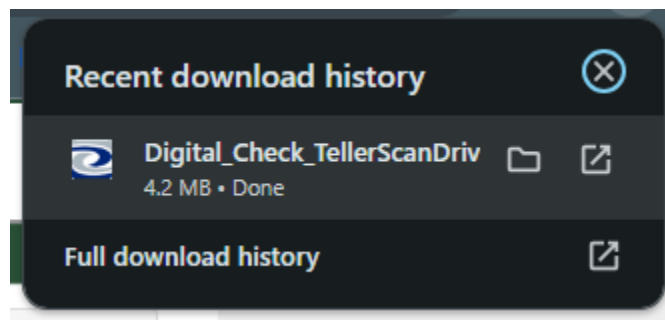 Recent download history
Digital_Check_TellerScanDriv
4.2 MB • Done
Full download history